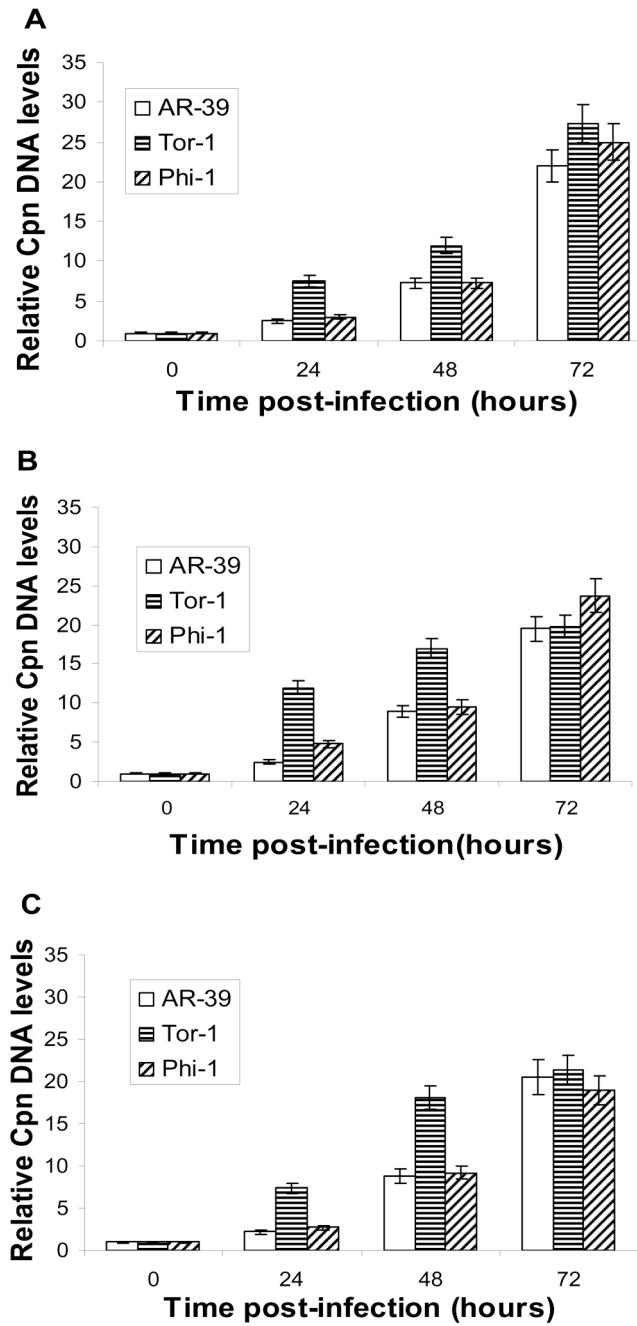 A
Relative Cpn DNA levels
35
30
25
20
15
10
5
0
AR-39
Tor-1
Phi-1
0 24 48 72
Time post-infection (hours)
B
Relative Cpn DNA levels
35
30
25
20
15
10
5
0
AR-39
Tor-1
Phi-1
0 24 48 72
Time post-infection(hours)
C
Relative Cpn DNA levels
35
30
25
20
15
10
5
0
AR-39
Tor-1
Phi-1
0 24 48 72
Time post-infection (hours)